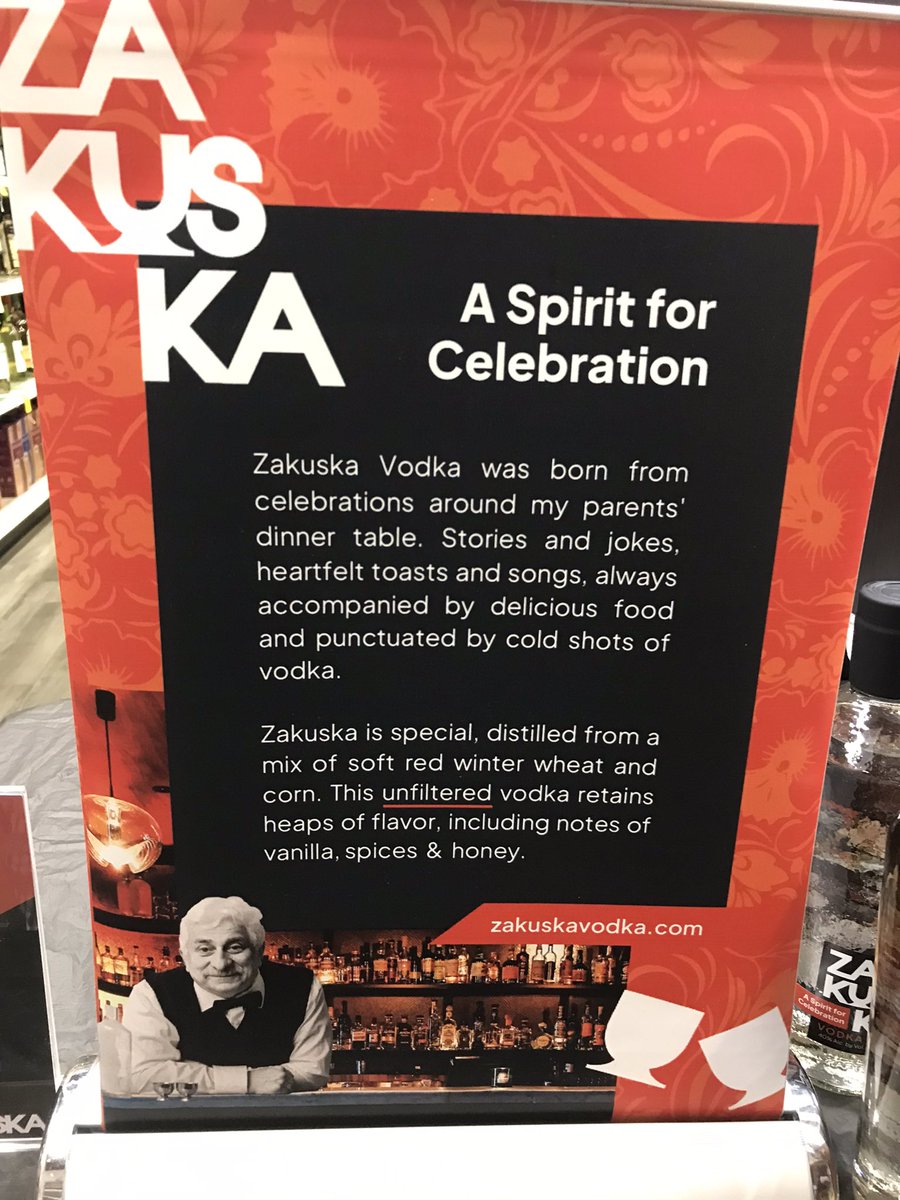 ZA
KUS
KA
A Spirit for
Celebration
Zakuska Vodka was born from
celebrations around my parents'
dinner table. Stories and jokes,
heartfelt toasts and songs, always
accompanied by delicious food
and punctuated by cold shots of
vodka.
Zakuska is special, distilled from a
mix of soft red winter wheat and
corn. This unfiltered vodka retains
heaps of flavor, including notes of
vanilla, spices & honey.
zakuskavodka.com
ZA
KU
K
A Spirit for
Celebration
VODKA
SKA